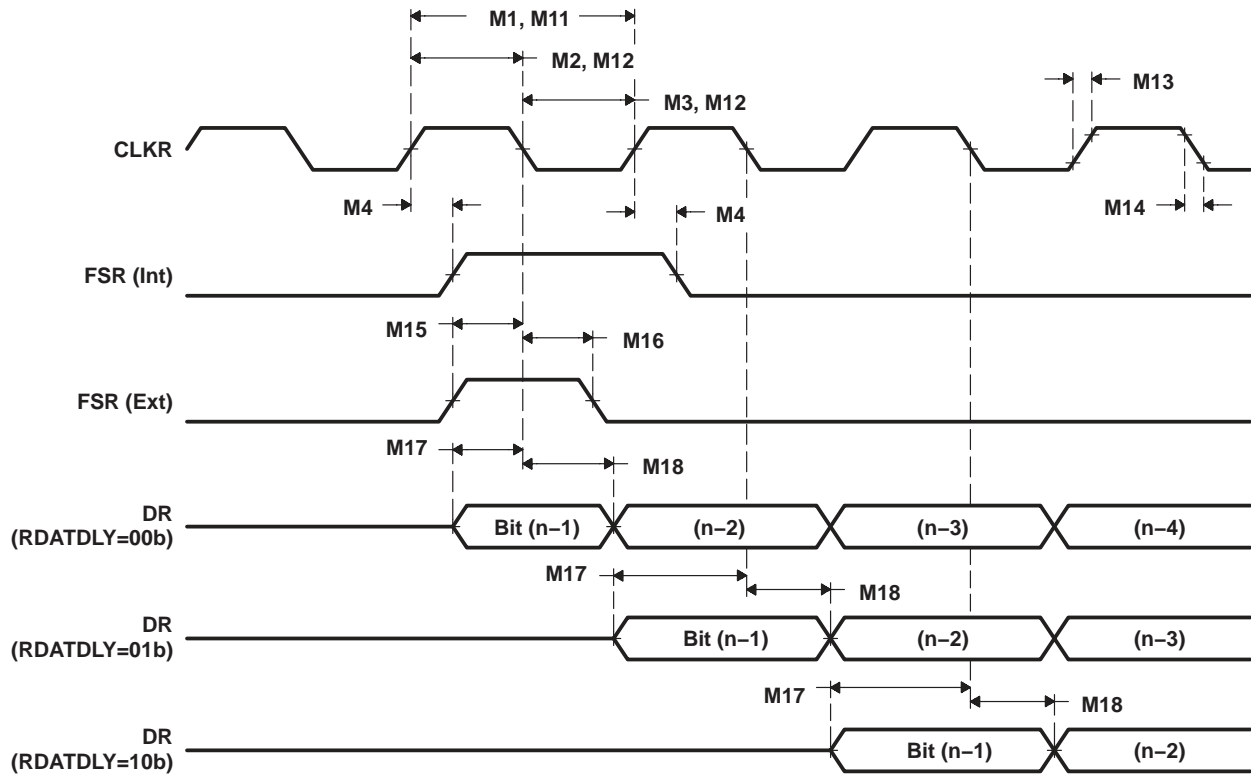 M1, M11
M2, M12
M13
M3, M12
CLKR
M4
M4
M14
FSR (Int)
M15
M16
FSR (Ext)
M17
M18
DR
(RDATDLY=00b)
Bit (n−1)
(n−2)
(n−3)
(n−4)
M17
M18
DR
(RDATDLY=01b)
Bit (n−1)
(n−2)
(n−3)
M17
M18
DR
(RDATDLY=10b)
Bit (n−1)
(n−2)